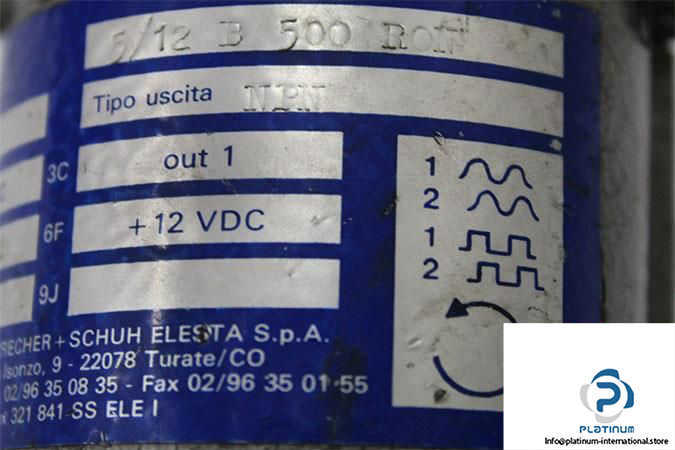 5/12 B 500 ROM
Tipo uscita NPN
3C out 1
6F +12 VDC
9J
1
2
1
2
RECHER + SCHUH ELESTA S.p.A.
Isonzo, 9 - 22078 Turate/CO
02/96 35 08 35 - Fax 02/96 35 01 55
x 321 841 SS ELE I
PLATINUM
Info@platinum-international.store